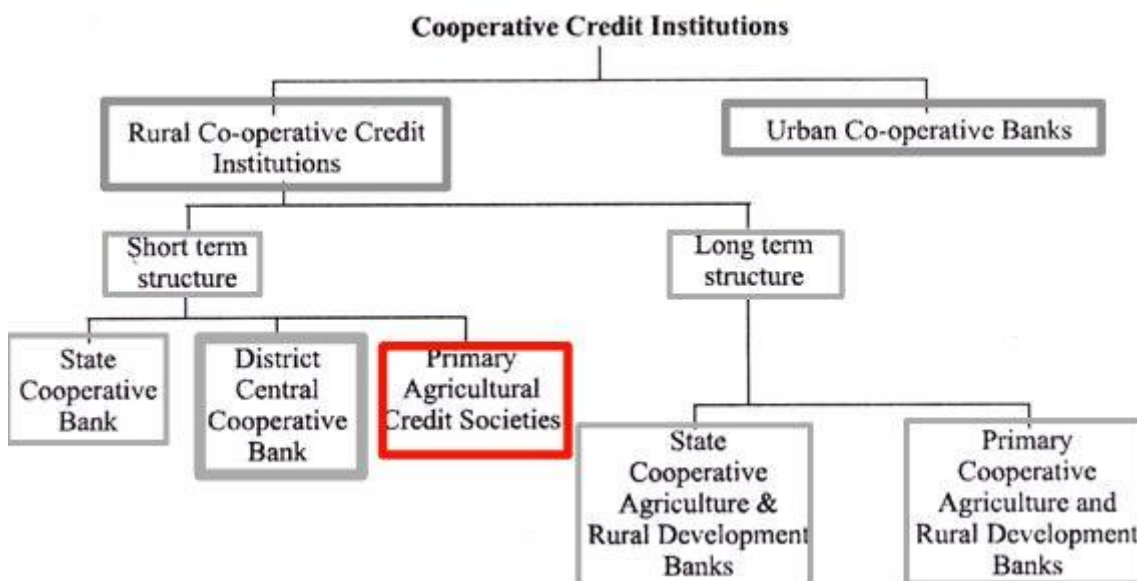 Cooperative Credit Institutions
Rural Co-operative Credit
Institutions
Urban Co-operative Banks
Short term
structure
Long term
structure
State
Cooperative
Bank
District
Central
Cooperative
Bank
Primary
Agricultural
Credit Societies
State
Cooperative
Agriculture &
Rural Development
Banks
Primary
Cooperative
Agriculture and
Rural Development
Banks